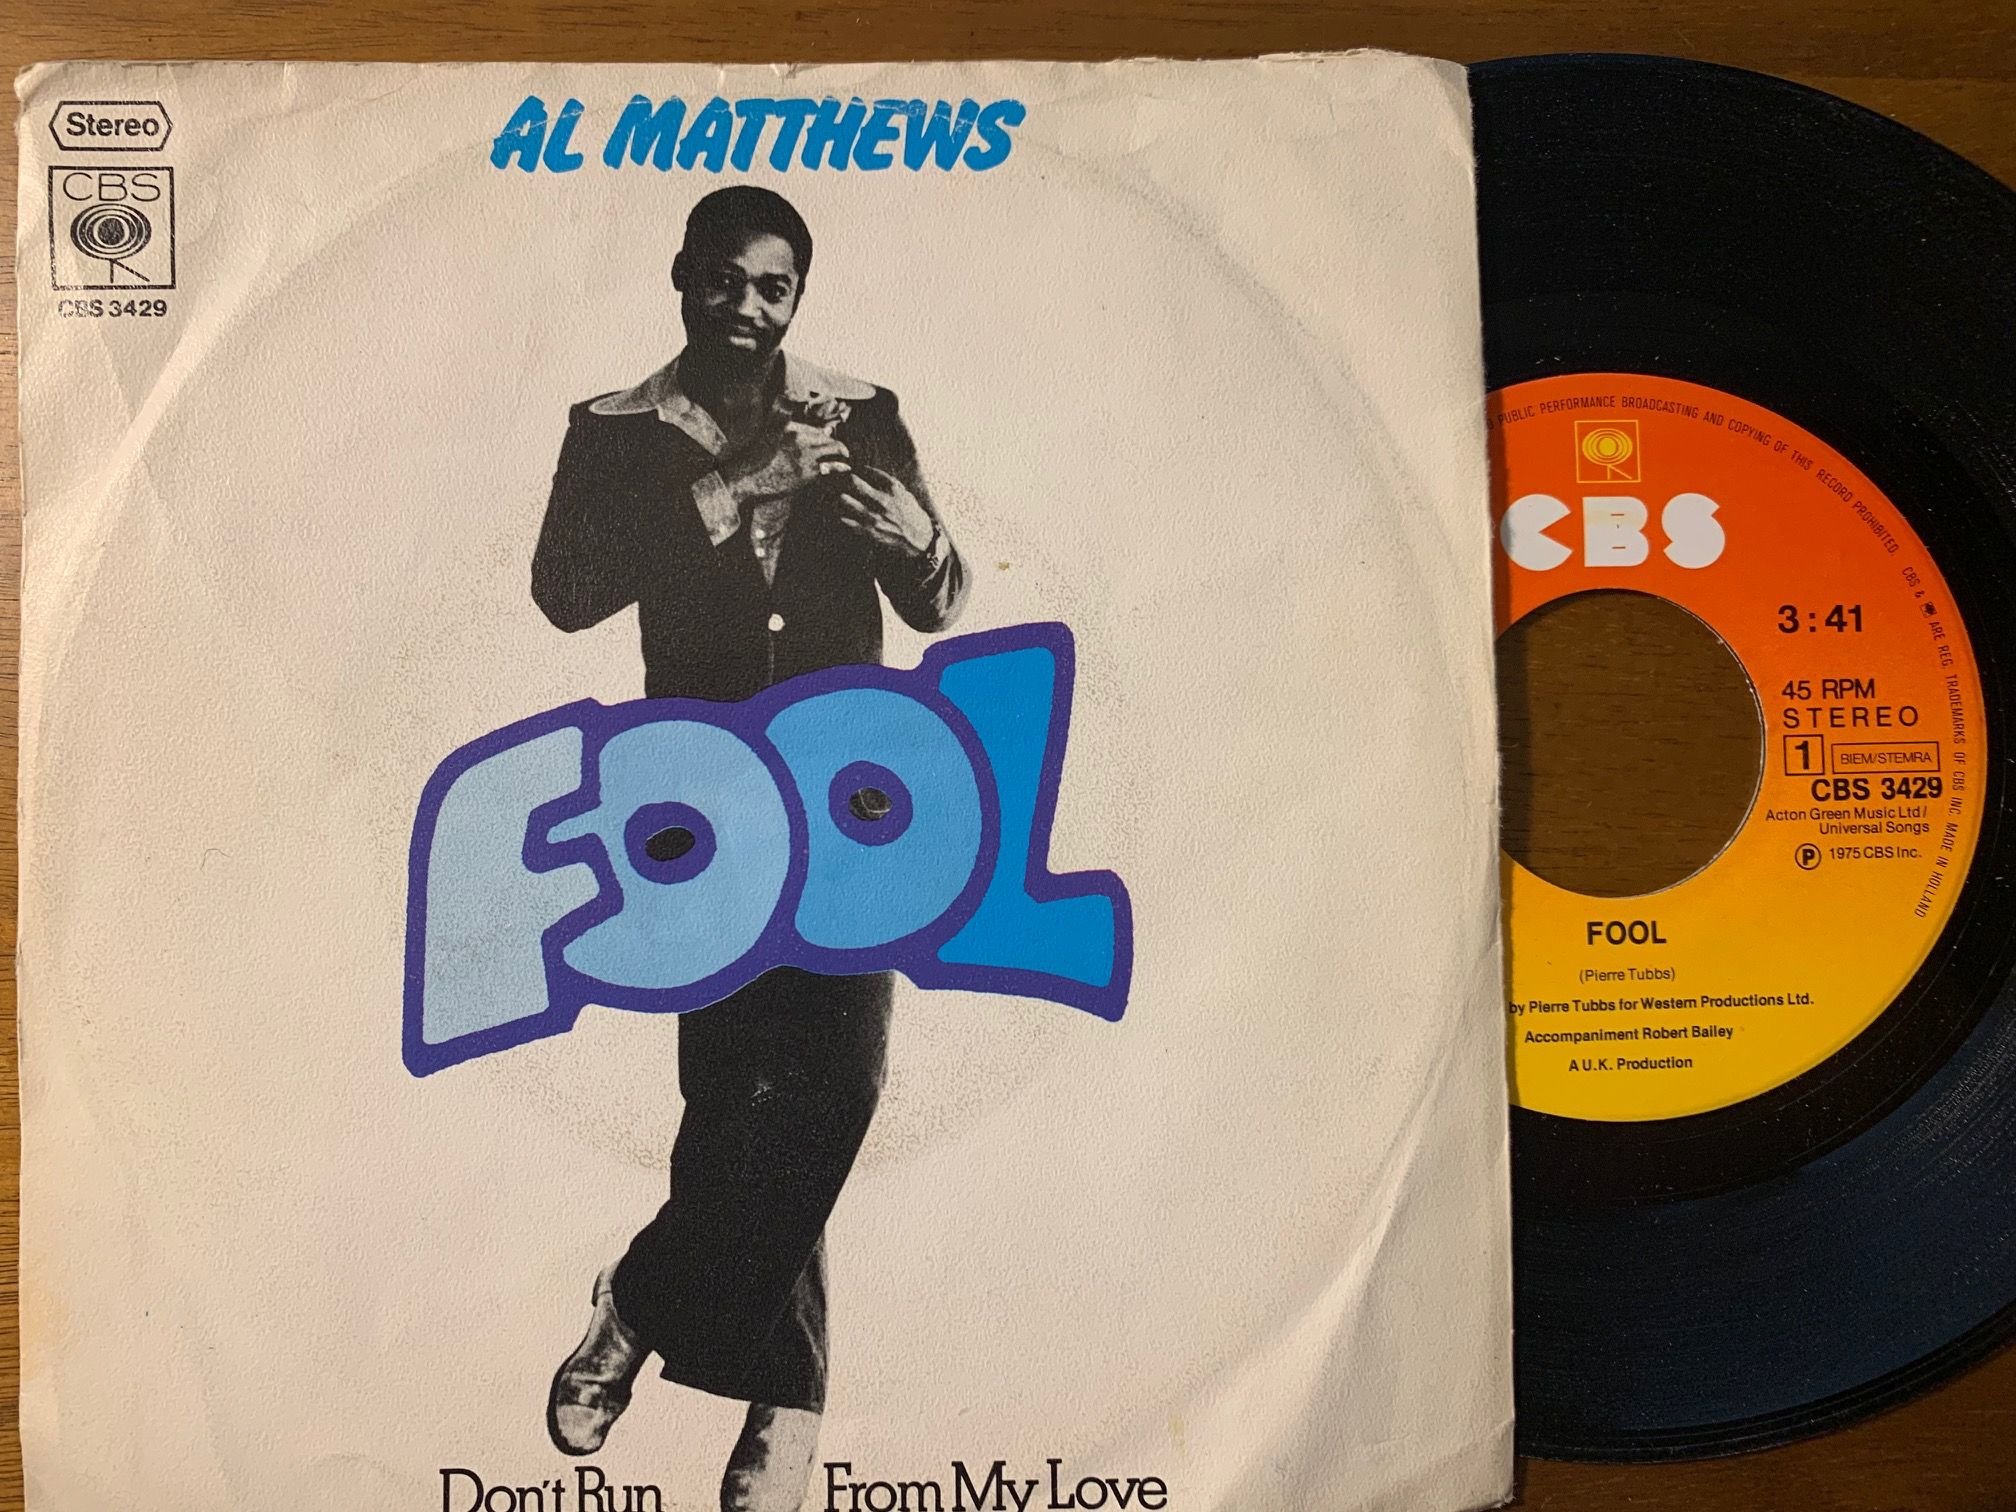 Stereo
CBS
CBS 3429
AL MATTHEWS
FOOL
Don't Run From My Love
PUBLIC PERFORMANCE BROADCASTING AND COPYING OF THIS RECORD PROHIBITED. CBS & ARE REG. TRADEMARKS OF CBS INC. MADE IN HOLLAND
CBS
3:41
45 RPM
STEREO
1 BIEM/STEMRA
CBS 3429
Acton Green Music Ltd/
Universal Songs
P 1975 CBS Inc.
FOOL
(Pierre Tubbs)
by Pierre Tubbs for Western Productions Ltd.
Accompaniment Robert Bailey
A U.K. Production